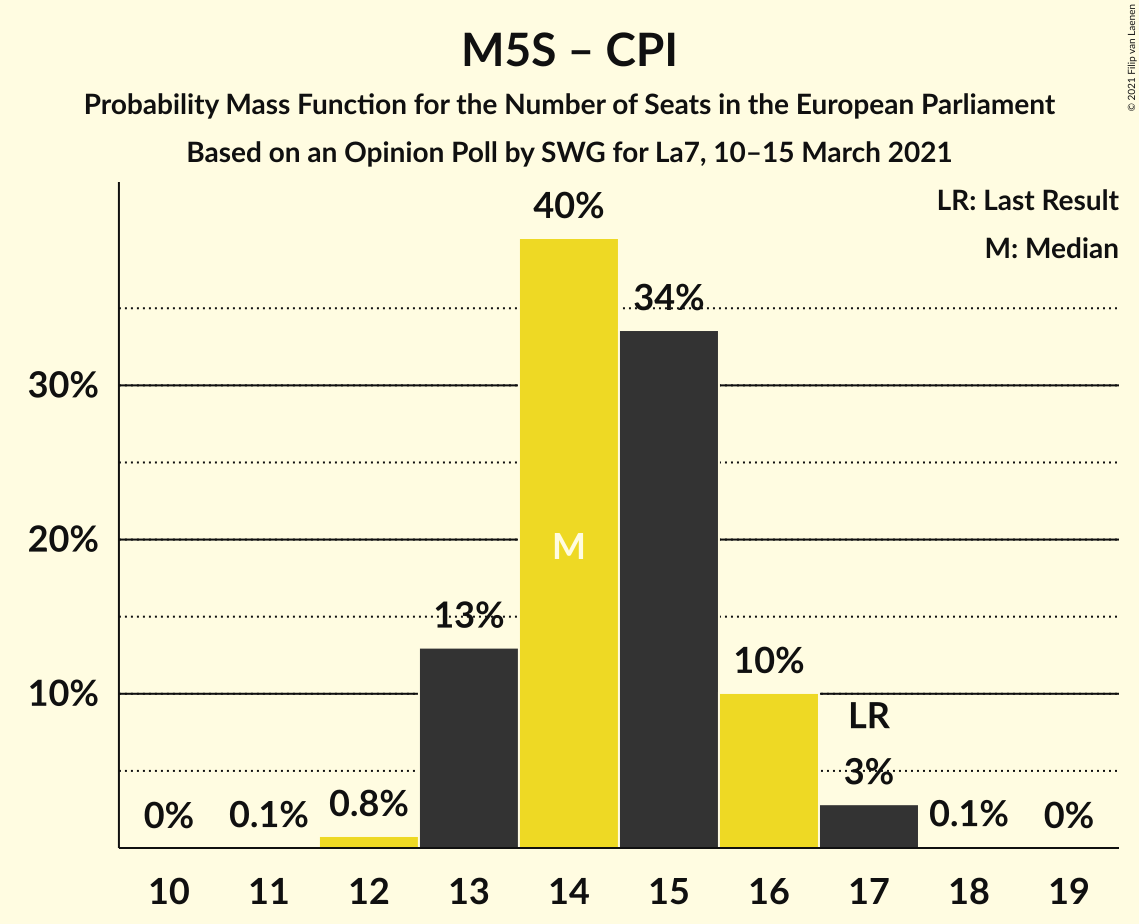 © 2021 Filip van Laenen
M5S – CPI
Probability Mass Function for the Number of Seats in the European Parliament
Based on an Opinion Poll by SWG for La7, 10–15 March 2021
LR: Last Result
M: Median
40%
34%
30%
20%
M
13%
10%
10%
LR
3%
0%
0.1%
0.8%
0.1%
0%
10 11 12 13 14 15 16 17 18 19